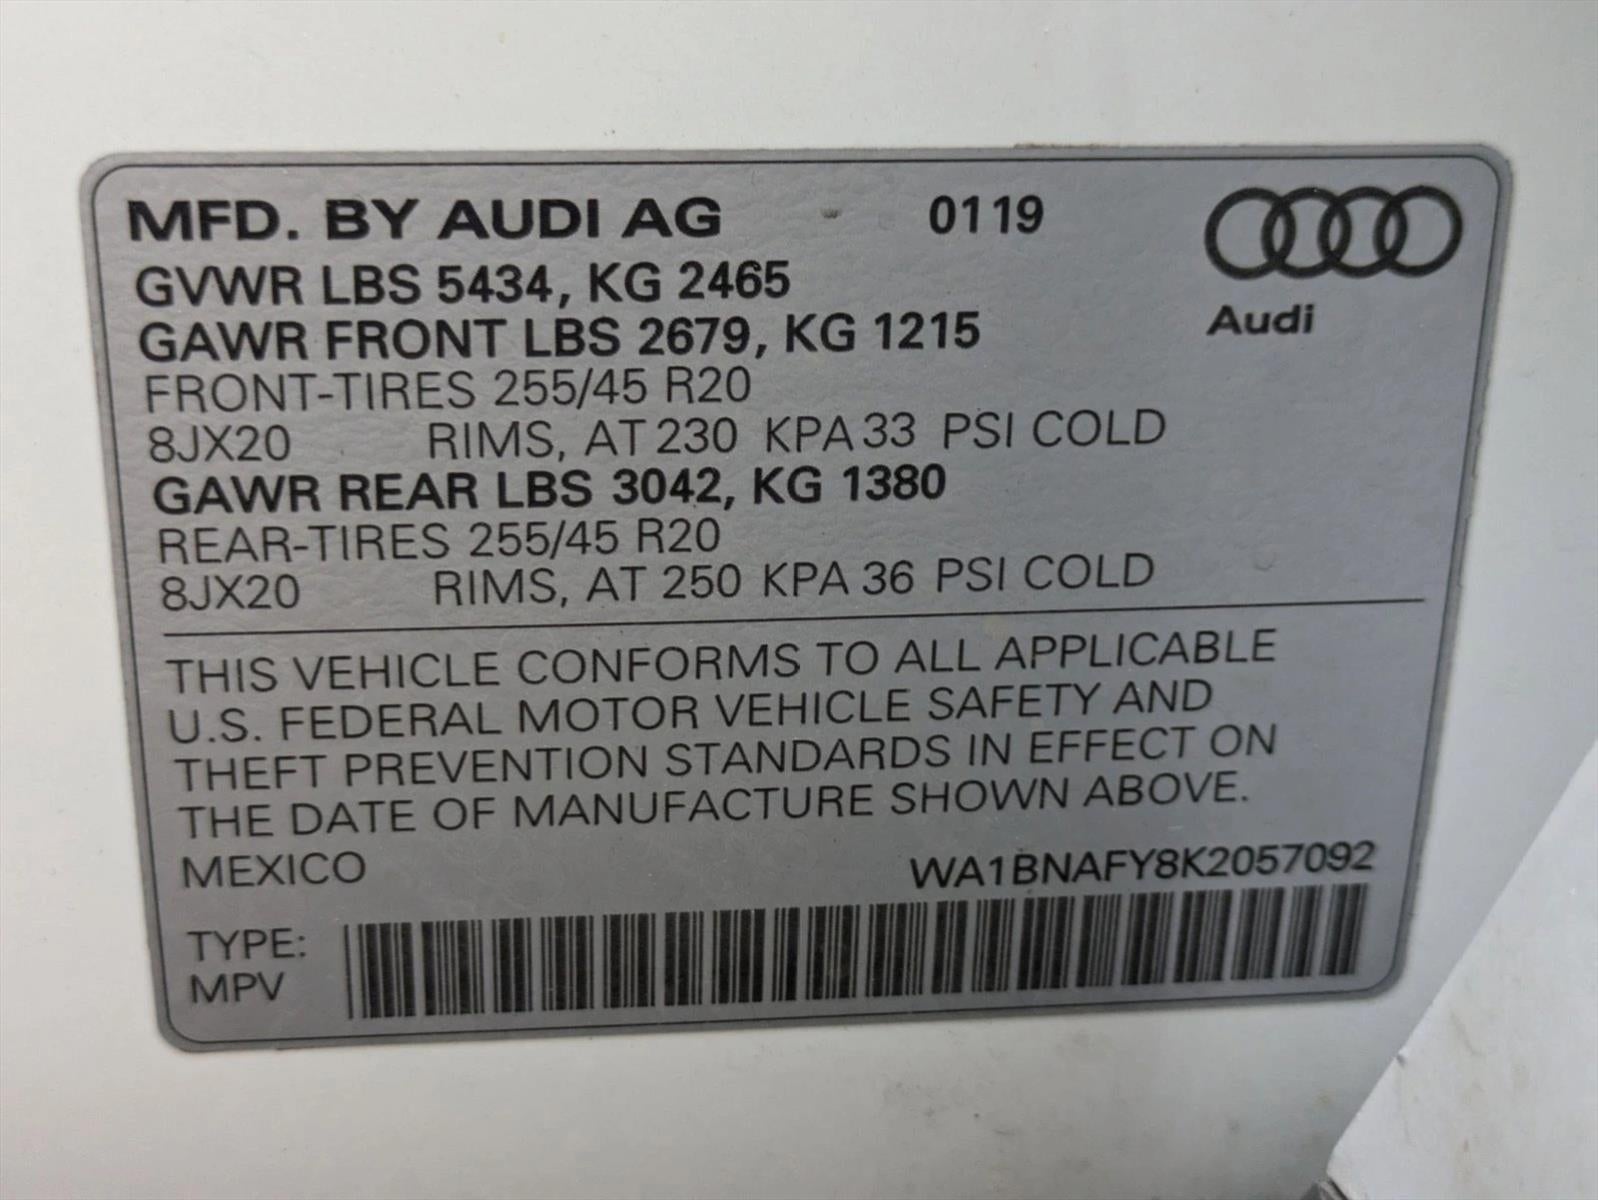 MFD. BY AUDI AG 0119
GVWR LBS 5434, KG 2465
GAWR FRONT LBS 2679, KG 1215
Audi
FRONT-TIRES 255/45 R20
8JX20 RIMS, AT 230 KPA 33 PSI COLD
GAWR REAR LBS 3042, KG 1380
REAR-TIRES 255/45 R20
8JX20 RIMS, AT 250 KPA 36 PSI COLD
THIS VEHICLE CONFORMS TO ALL APPLICABLE
U.S. FEDERAL MOTOR VEHICLE SAFETY AND
THEFT PREVENTION STANDARDS IN EFFECT ON
THE DATE OF MANUFACTURE SHOWN ABOVE.
MEXICO WA1BNAFY8K2057092
TYPE:
MPV